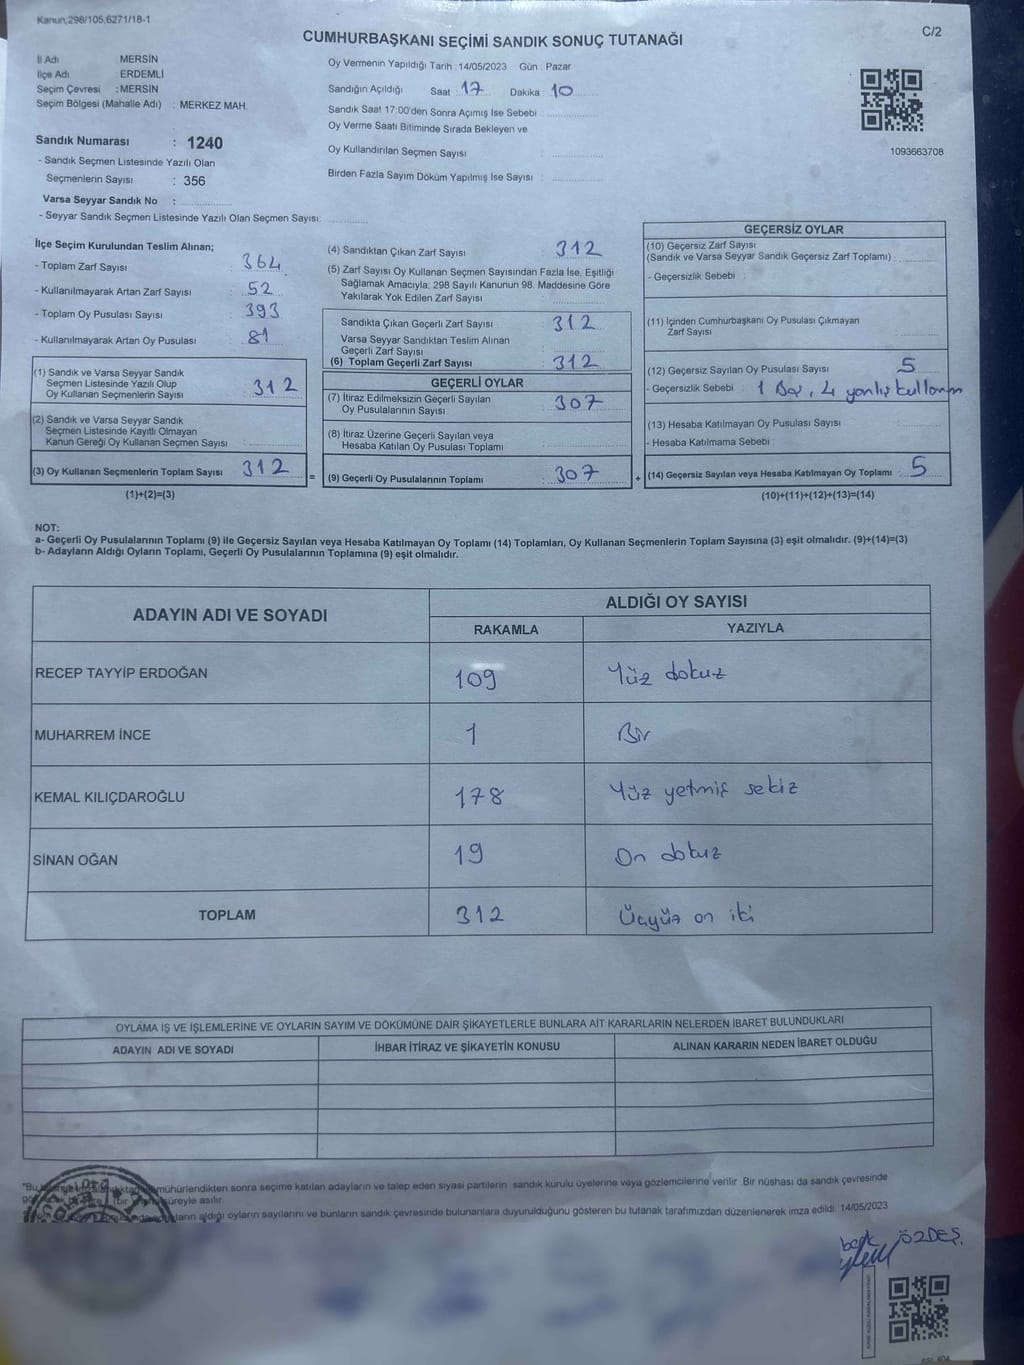 Kanun,298/105,6271/18-1
C/2
CUMHURBAŞKANI SEÇİMİ SANDIK SONUÇ TUTANAĞI
İl Adı MERSİN
İlçe Adı ERDEMLİ
Seçim Çevresi : MERSİN
Seçim Bölgesi (Mahalle Adı) : MERKEZ MAH.
Sandık Numarası : 1240
- Sandık Seçmen Listesinde Yazılı Olan
Seçmenlerin Sayısı : 356
Varsa Seyyar Sandık No :
- Seyyar Sandık Seçmen Listesinde Yazılı Olan Seçmen Sayısı:
Oy Vermenin Yapıldığı Tarih : 14/05/2023 Gün : Pazar
Sandığın Açıldığı Saat : 17 Dakika : 10
Sandık Saat 17:00'den Sonra Açımış İse Sebebi :
Oy Verme Saati Bitiminde Sırada Bekleyen ve
Oy Kullandırılan Seçmen Sayısı :
Birden Fazla Sayım Döküm Yapılmış İse Sayısı :
1093663708
İlçe Seçim Kurulundan Teslim Alınan;
- Toplam Zarf Sayısı : 364
- Kullanılmayarak Artan Zarf Sayısı : 52
- Toplam Oy Pusulası Sayısı : 393
- Kullanılmayarak Artan Oy Pusulası : 81
(1) Sandık ve Varsa Seyyar Sandık
Seçmen Listesinde Yazılı Olup
Oy Kullanan Seçmenlerin Sayısı : 312
(2) Sandık ve Varsa Seyyar Sandık
Seçmen Listesinde Kayıtlı Olmayan
Kanun Gereği Oy Kullanan Seçmen Sayısı :
(3) Oy Kullanan Seçmenlerin Toplam Sayısı : 312
(1)+(2)=(3)
(4) Sandıktan Çıkan Zarf Sayısı : 312
(5) Zarf Sayısı Oy Kullanan Seçmen Sayısından Fazla İse, Eşitliği
Sağlamak Amacıyla; 298 Sayılı Kanunun 98. Maddesine Göre
Yakılarak Yok Edilen Zarf Sayısı :
Sandıkta Çıkan Geçerli Zarf Sayısı : 312
Varsa Seyyar Sandıktan Teslim Alınan
Geçerli Zarf Sayısı :
(6) Toplam Geçerli Zarf Sayısı : 312
GEÇERLİ OYLAR
(7) İtiraz Edilmeksizin Geçerli Sayılan
Oy Pusulalarının Sayısı : 307
(8) İtiraz Üzerine Geçerli Sayılan veya
Hesaba Katılan Oy Pusulası Toplamı :
= (9) Geçerli Oy Pusulalarının Toplamı : 307
GEÇERSİZ OYLAR
(10) Geçersiz Zarf Sayısı
(Sandık ve Varsa Seyyar Sandık Geçersiz Zarf Toplamı) :
- Geçersizlik Sebebi :
(11) İçinden Cumhurbaşkanı Oy Pusulası Çıkmayan
Zarf Sayısı :
(12) Geçersiz Sayılan Oy Pusulası Sayısı : 5
- Geçersizlik Sebebi : 1 Boş, 4 yanlış kullanım
(13) Hesaba Katılmayan Oy Pusulası Sayısı :
- Hesaba Katılmama Sebebi :
+ (14) Geçersiz Sayılan veya Hesaba Katılmayan Oy Toplamı : 5
(10)+(11)+(12)+(13)=(14)
NOT:
a- Geçerli Oy Pusulalarının Toplamı (9) ile Geçersiz Sayılan veya Hesaba Katılmayan Oy Toplamı (14) Toplamları, Oy Kullanan Seçmenlerin Toplam Sayısına (3) eşit olmalıdır. (9)+(14)=(3)
b- Adayların Aldığı Oyların Toplamı, Geçerli Oy Pusulalarının Toplamına (9) eşit olmalıdır.
ADAYIN ADI VE SOYADI ALDIĞI OY SAYISI
RAKAMLA YAZIYLA
RECEP TAYYİP ERDOĞAN 109 Yüz dokuz
MUHARREM İNCE 1 Bir
KEMAL KILIÇDAROĞLU 178 Yüz yetmiş sekiz
SİNAN OĞAN 19 On dokuz
TOPLAM 312 Üçyüz on iki
OYLAMA İŞ VE İŞLEMLERİNE VE OYLARIN SAYIM VE DÖKÜMÜNE DAİR ŞİKAYETLERLE BUNLARA AİT KARARLARIN NELERDEN İBARET BULUNDUKLARI
ADAYIN ADI VE SOYADI İHBAR İTİRAZ VE ŞİKAYETİN KONUSU ALINAN KARARIN NEDEN İBARET OLDUĞU
mühürlendikten sonra seçime katılan adayların ve talep eden siyasi partilerin sandık kurulu üyelerine veya gözlemcilerine verilir. Bir nüshası da sandık çevresinde
süreyle asılır.
aldığı oyların sayılarını ve bunların sandık çevresinde bulunanlara duyurulduğunu gösteren bu tutanak tarafımızdan düzenlenerek imza edildi. 14/05/2023
ÖZDEŞ